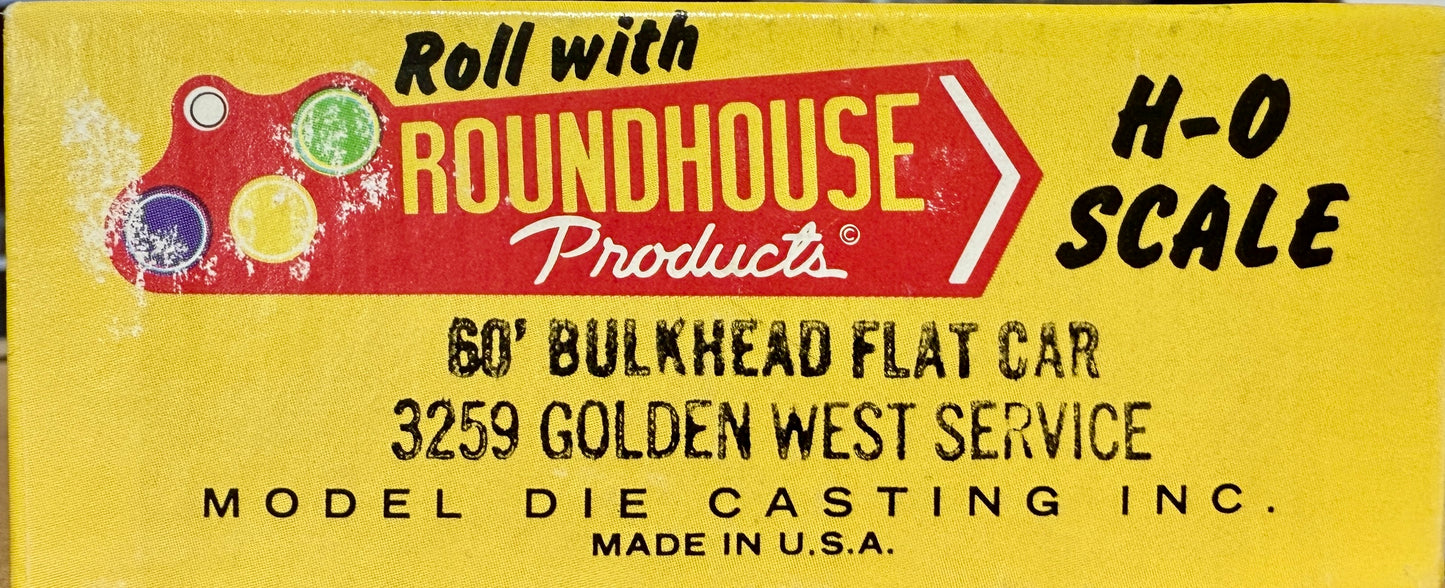 Roll with
ROUNDHOUSE
Products©
H-O
SCALE
60' BULKHEAD FLAT CAR
3259 GOLDEN WEST SERVICE
MODEL DIE CASTING INC.
MADE IN U.S.A.